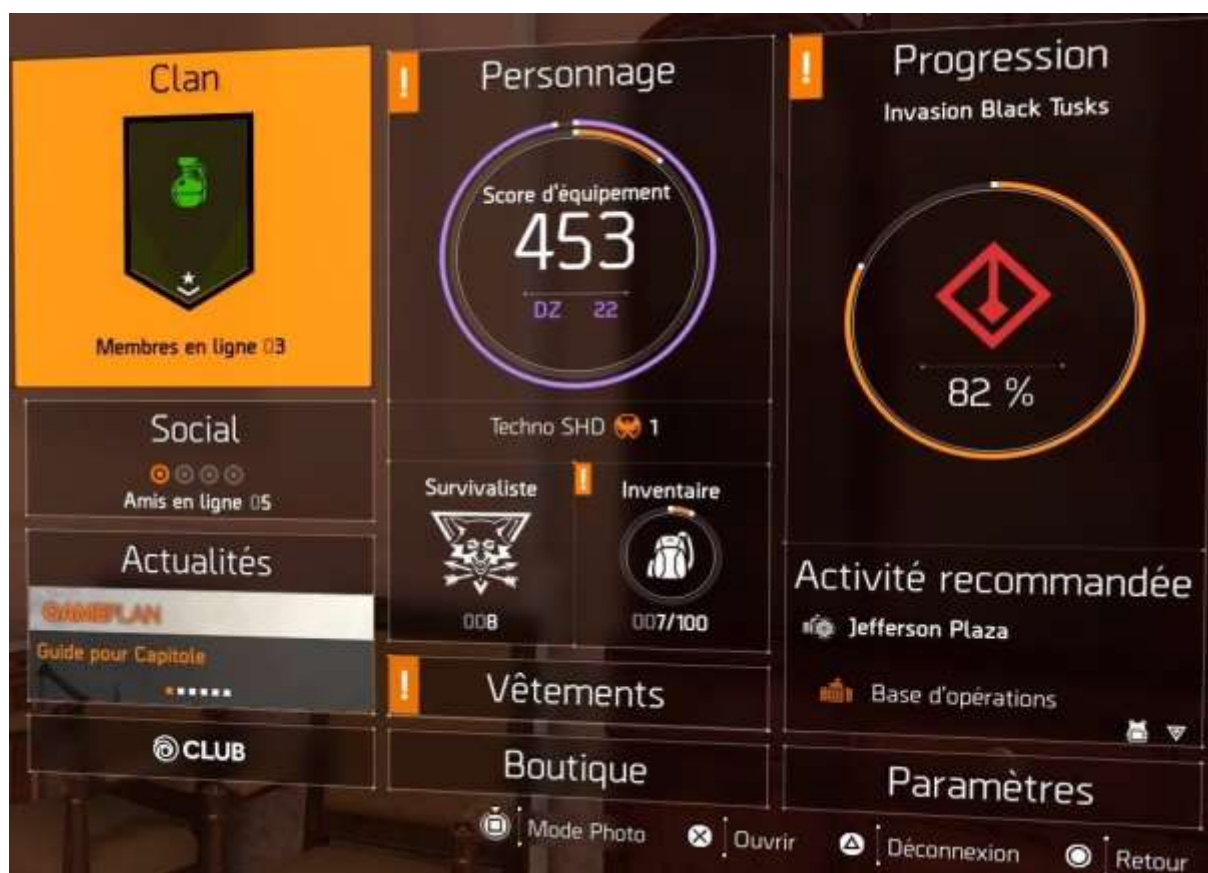 Clan
Membres en ligne 03
Social
Amis en ligne 05
Actualités
GAMEPLAN
Guide pour Capitole
CLUB
!
Personnage
Score d'équipement
453
DZ 22
Techno SHD 1
Survivaliste
008
!
Inventaire
007/100
!
Vêtements
Boutique
!
Progression
Invasion Black Tusks
82 %
Activité recommandée
Jefferson Plaza
Base d'opérations
Paramètres
Mode Photo
Ouvrir
Déconnexion
Retour